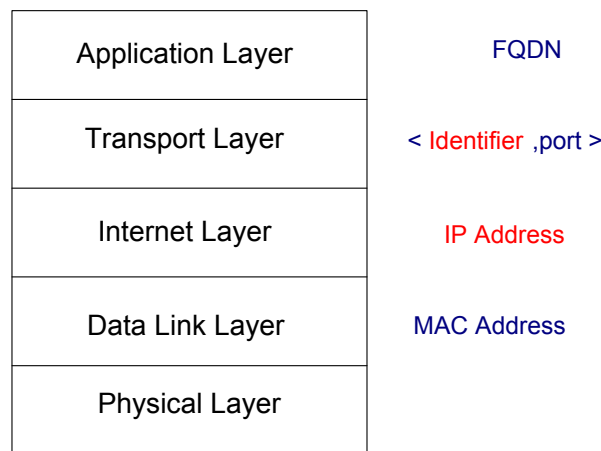 Application Layer FQDN
Transport Layer < Identifier ,port >
Internet Layer IP Address
Data Link Layer MAC Address
Physical Layer